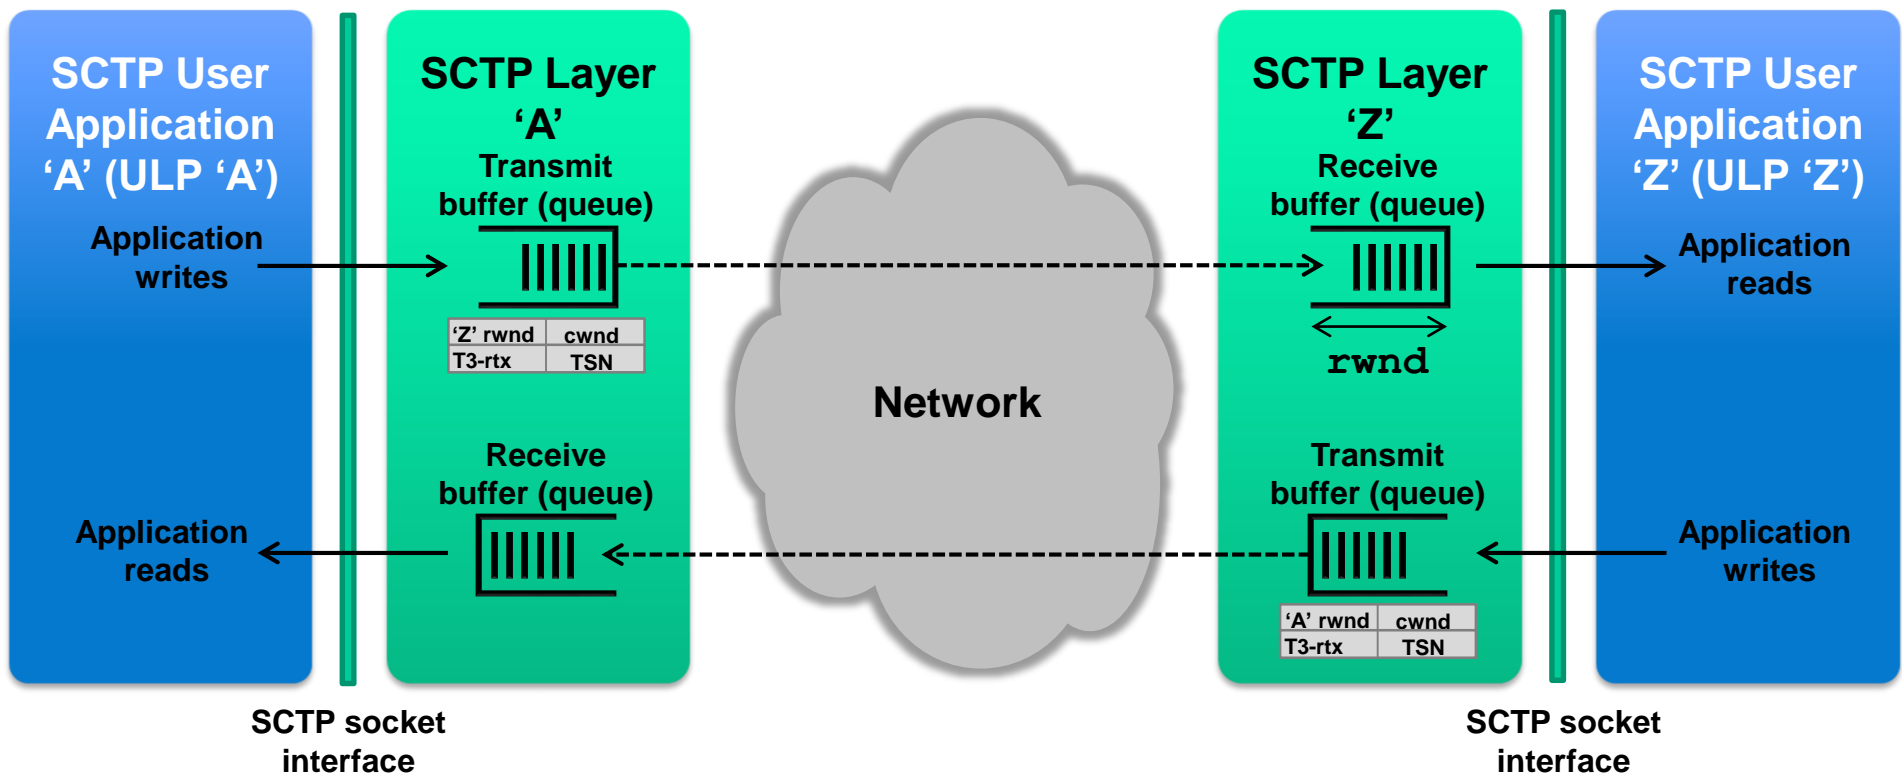 SCTP User
Application
‘A’ (ULP ‘A’)
Application
writes
Application
reads
SCTP socket
interface
SCTP Layer
‘A’
Transmit
buffer (queue)
‘Z’ rwnd cwnd
T3-rtx TSN
Receive
buffer (queue)
Network
SCTP Layer
‘Z’
Receive
buffer (queue)
rwnd
Transmit
buffer (queue)
‘A’ rwnd cwnd
T3-rtx TSN
SCTP socket
interface
SCTP User
Application
‘Z’ (ULP ‘Z’)
Application
reads
Application
writes